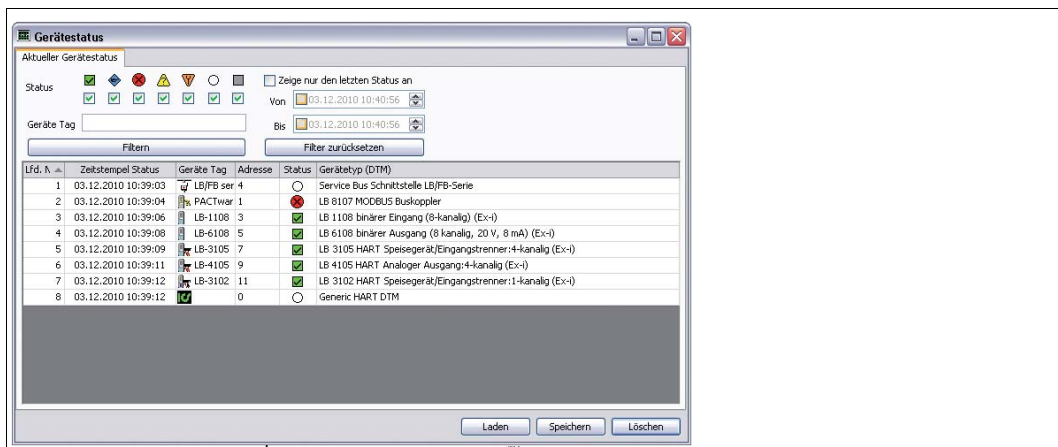 Gerätestatus
Aktueller Gerätestatus
Status
Zeige nur den letzten Status an
Von 03.12.2010 10:40:56
Geräte Tag
Bis 03.12.2010 10:40:56
Filtern Filter zurücksetzen
Lfd. N Zeitstempel Status Geräte Tag Adresse Status Gerätetyp (DTM)
1 03.12.2010 10:39:03 LB/FB ser 4 Service Bus Schnittstelle LB/FB-Serie
2 03.12.2010 10:39:04 PACTwar 1 LB 8107 MODBUS Buskoppler
3 03.12.2010 10:39:06 LB-1108 3 LB 1108 binärer Eingang (8-kanalig) (Ex-i)
4 03.12.2010 10:39:08 LB-6108 5 LB 6108 binärer Ausgang (8 kanalig, 20 V, 8 mA) (Ex-i)
5 03.12.2010 10:39:09 LB-3105 7 LB 3105 HART Speisegerät/Eingangstrenner:4-kanalig (Ex-i)
6 03.12.2010 10:39:11 LB-4105 9 LB 4105 HART Analoger Ausgang:4-kanalig (Ex-i)
7 03.12.2010 10:39:12 LB-3102 11 LB 3102 HART Speisegerät/Eingangstrenner:1-kanalig (Ex-i)
8 03.12.2010 10:39:12 0 Generic HART DTM
Laden Speichern Löschen